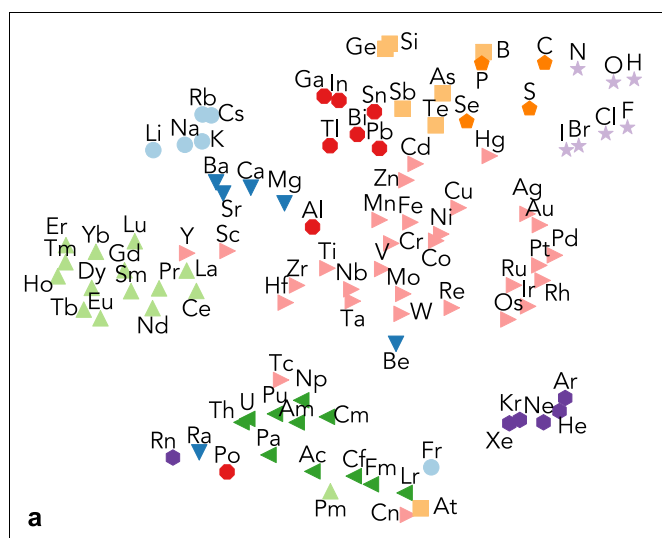 Ge Si B C N O H
P
Rb Cs
Ga In Sn Sb As Te Se S
Li Na K
Tl Bi Pb
I Br Cl F
Ba Sr Ca Mg
Cd Zn Hg
Al
Mn Fe Cu Ni
Cr Co
Ag Au
Er Tm Yb Lu Gd
Y Sc
Ti V
Pt Pd
Ho Dy Sm Pr La
Zr Hf Nb Ta Mo W Re
Ru Os Ir Rh
Tb Eu Nd Ce
Be
Tc Np
Th U Pu Am Cm
Ar
Kr Ne He
Xe
Rn Ra Po Pa
Ac Cf Fm Lr Fr
Pm
Cn At
a